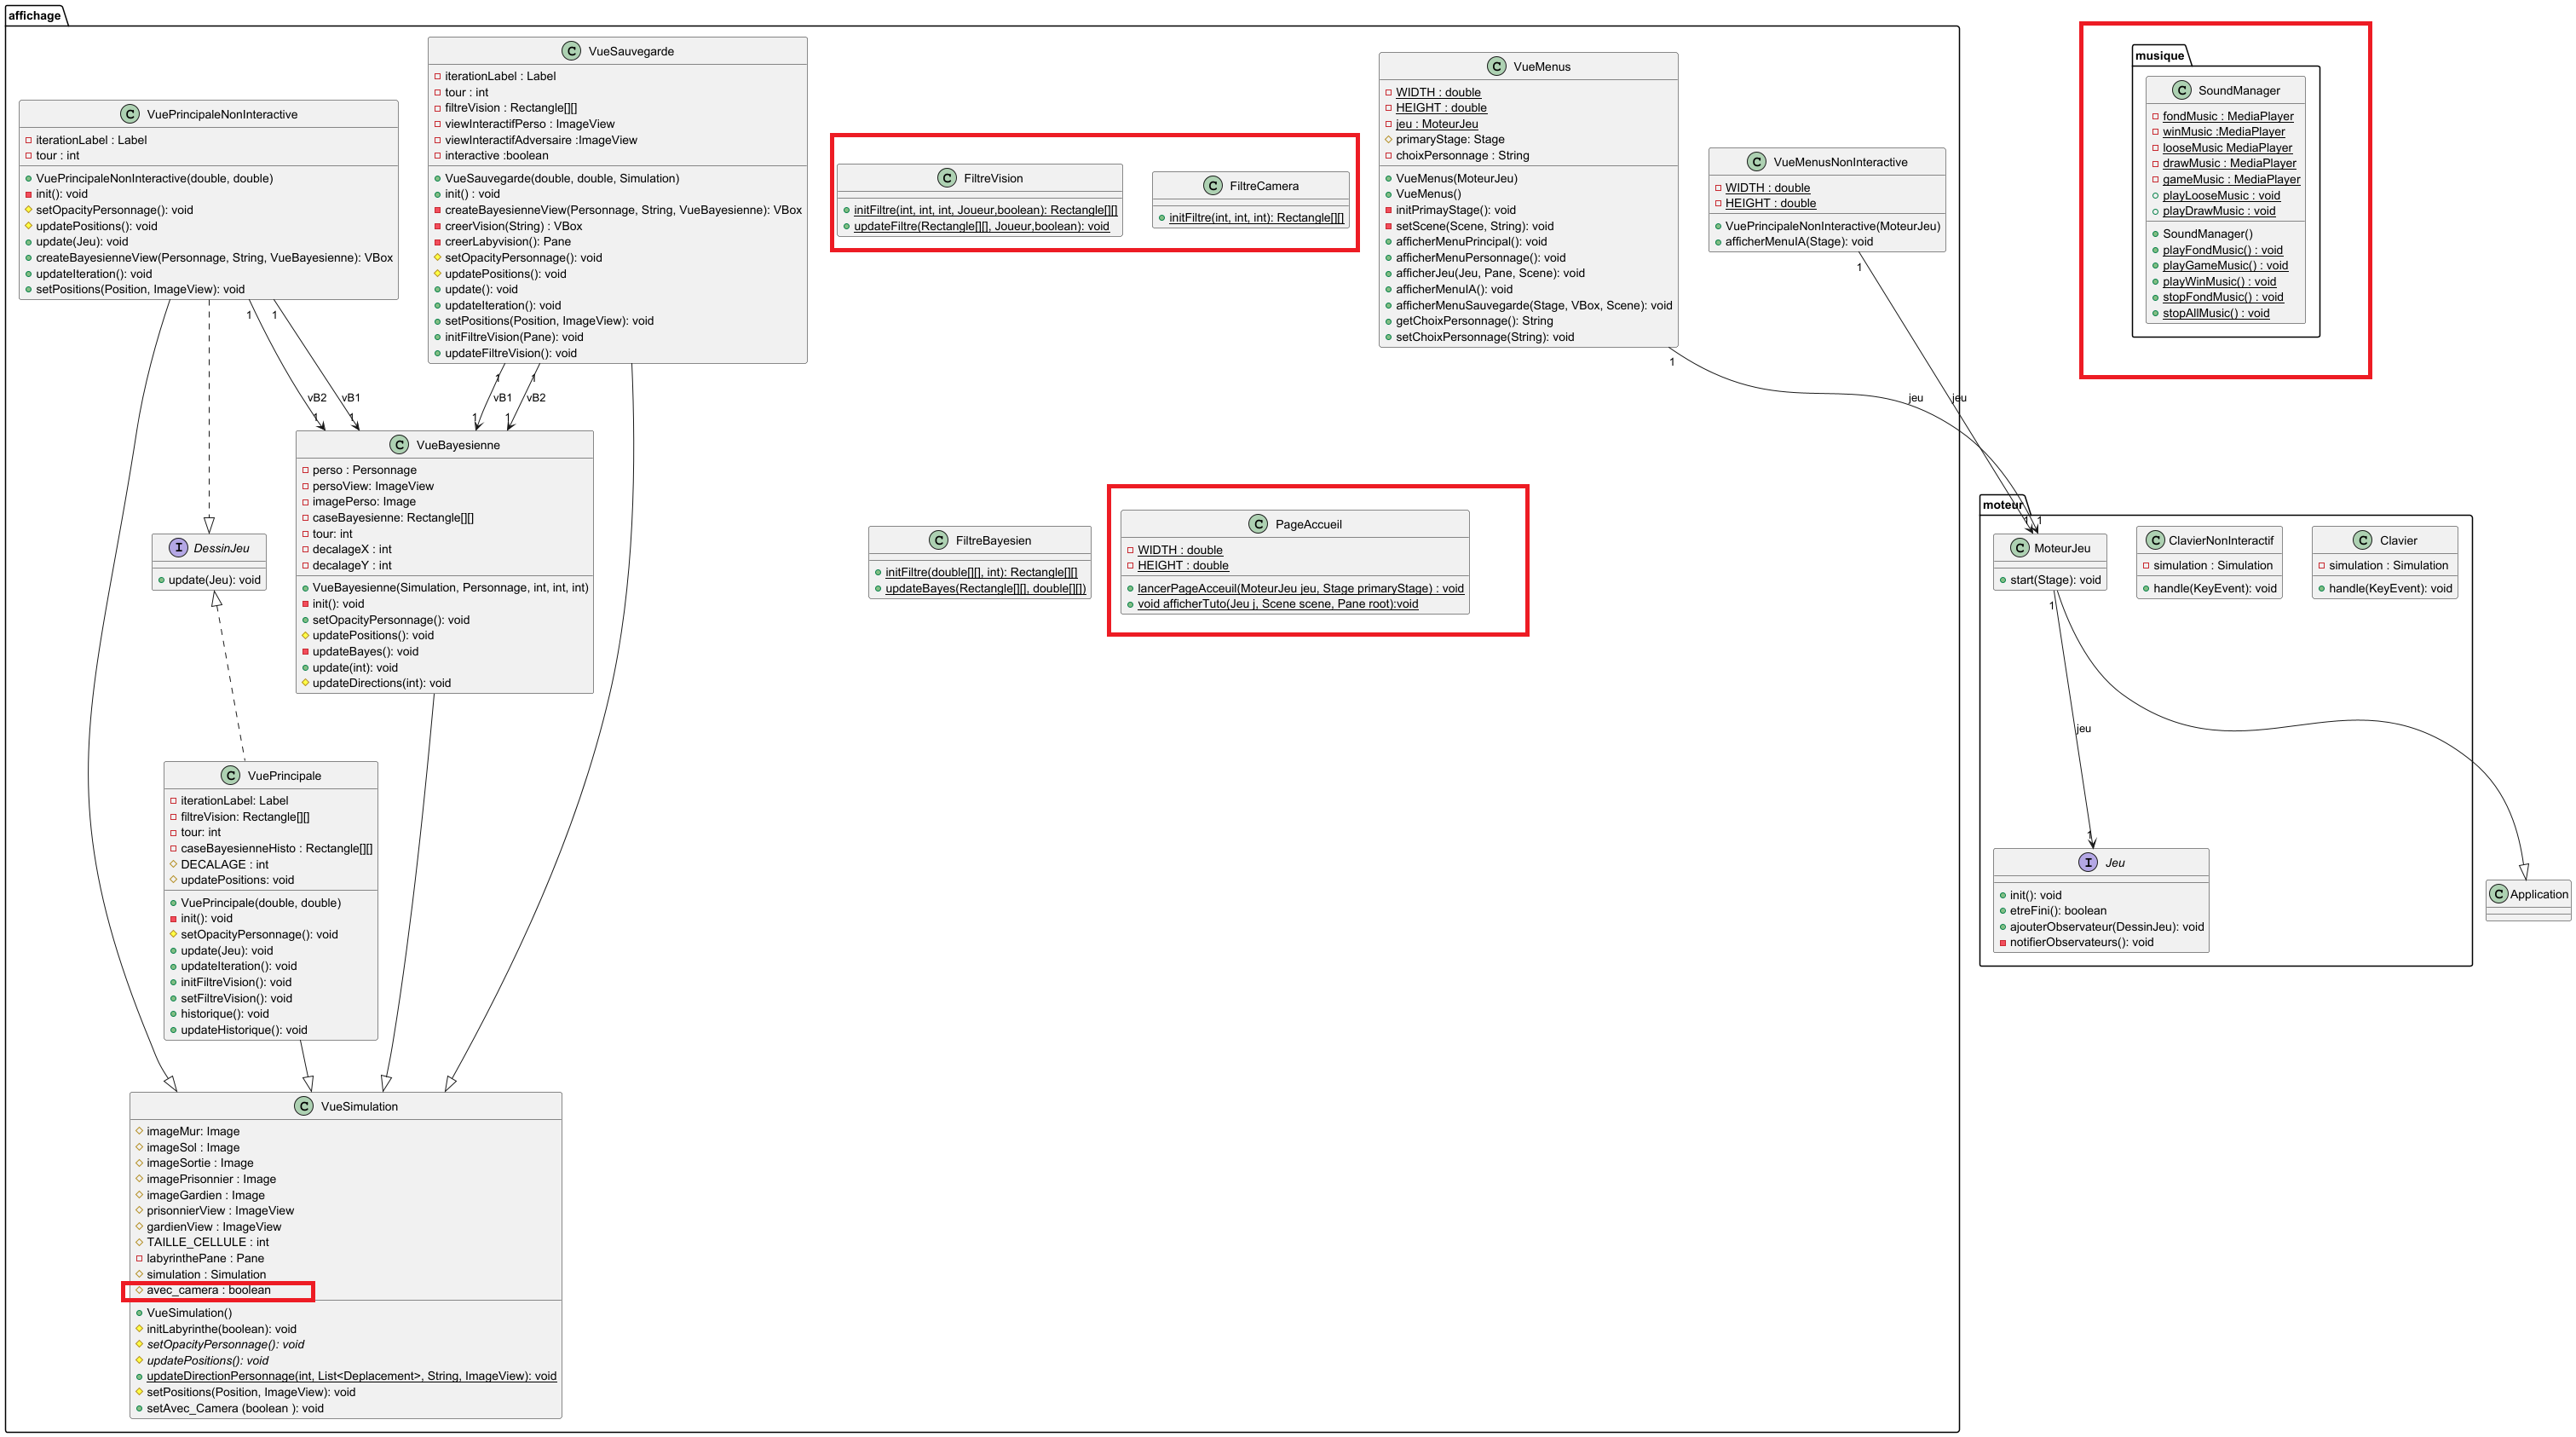 affichage
VuePrincipaleNonInteractive
iterationLabel : Label
tour : int
VuePrincipaleNonInteractive(double, double)
init(): void
setOpacityPersonnage(): void
updatePositions(): void
update(Jeu): void
createBayesienneView(Personnage, String, VueBayesienne): VBox
updateIteration(): void
setPositions(Position, ImageView): void
VueSauvegarde
iterationLabel : Label
tour : int
filtreVision : Rectangle[][]
viewInteractifPerso : ImageView
viewInteractifAdversaire :ImageView
interactive :boolean
VueSauvegarde(double, double, Simulation)
init() : void
createBayesienneView(Personnage, String, VueBayesienne): VBox
creerVision(String) : VBox
creerLabyvision(): Pane
setOpacityPersonnage(): void
updatePositions(): void
update(): void
updateIteration(): void
setPositions(Position, ImageView): void
initFiltreVision(Pane): void
updateFiltreVision(): void
FiltreVision
initFiltre(int, int, int, Joueur,boolean): Rectangle[][]
updateFiltre(Rectangle[][], Joueur,boolean): void
FiltreCamera
initFiltre(int, int, int): Rectangle[][]
VueMenus
WIDTH : double
HEIGHT : double
jeu : MoteurJeu
primaryStage: Stage
choixPersonnage : String
VueMenus(MoteurJeu)
VueMenus()
initPrimayStage(): void
setScene(Scene, String): void
afficherMenuPrincipal(): void
afficherMenuPersonnage(): void
afficherJeu(Jeu, Pane, Scene): void
afficherMenuIA(): void
afficherMenuSauvegarde(Stage, VBox, Scene): void
getChoixPersonnage(): String
setChoixPersonnage(String): void
VueMenusNonInteractive
WIDTH : double
HEIGHT : double
VuePrincipaleNonInteractive(MoteurJeu)
afficherMenuIA(Stage): void
musique
SoundManager
fondMusic : MediaPlayer
winMusic :MediaPlayer
looseMusic MediaPlayer
drawMusic : MediaPlayer
gameMusic : MediaPlayer
playLooseMusic : void
playDrawMusic : void
SoundManager()
playFondMusic() : void
playGameMusic() : void
playWinMusic() : void
stopFondMusic() : void
stopAllMusic() : void
1
1
1
1
1
1
vB2
vB1
vB1
vB2
jeu
jeu
1
1
1
1
1
1
VueBayesienne
perso : Personnage
persoView: ImageView
imagePerso: Image
caseBayesienne: Rectangle[][]
tour: int
decalageX : int
decalageY : int
VueBayesienne(Simulation, Personnage, int, int, int)
init(): void
setOpacityPersonnage(): void
updatePositions(): void
updateBayes(): void
update(int): void
updateDirections(int): void
DessinJeu
update(Jeu): void
FiltreBayesien
initFiltre(double[][], int): Rectangle[][]
updateBayes(Rectangle[][], double[][])
PageAccueil
WIDTH : double
HEIGHT : double
lancerPageAcceuil(MoteurJeu jeu, Stage primaryStage) : void
void afficherTuto(Jeu j, Scene scene, Pane root):void
moteur
MoteurJeu
start(Stage): void
ClavierNonInteractif
simulation : Simulation
handle(KeyEvent): void
Clavier
simulation : Simulation
handle(KeyEvent): void
1
jeu
1
VuePrincipale
iterationLabel: Label
filtreVision: Rectangle[][]
tour: int
caseBayesienneHisto : Rectangle[][]
DECALAGE : int
updatePositions: void
VuePrincipale(double, double)
init(): void
setOpacityPersonnage(): void
update(Jeu): void
updateIteration(): void
initFiltreVision(): void
setFiltreVision(): void
historique(): void
updateHistorique(): void
Jeu
init(): void
etreFini(): boolean
ajouterObservateur(DessinJeu): void
notifierObservateurs(): void
Application
VueSimulation
imageMur: Image
imageSol : Image
imageSortie : Image
imagePrisonnier : Image
imageGardien : Image
prisonnierView : ImageView
gardienView : ImageView
TAILLE_CELLULE : int
labyrinthePane : Pane
simulation : Simulation
avec_camera : boolean
VueSimulation()
initLabyrinthe(boolean): void
setOpacityPersonnage(): void
updatePositions(): void
updateDirectionPersonnage(int, List<Deplacement>, String, ImageView): void
setPositions(Position, ImageView): void
setAvec_Camera (boolean ): void